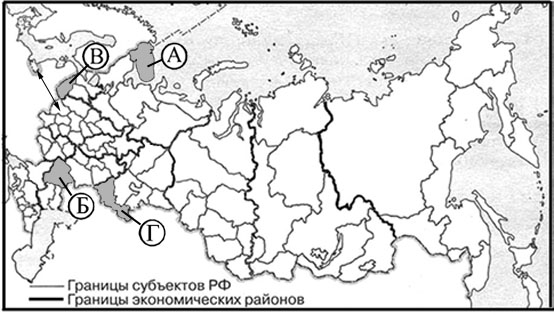 В
А
Б
Г
Границы субъектов РФ
Границы экономических районов